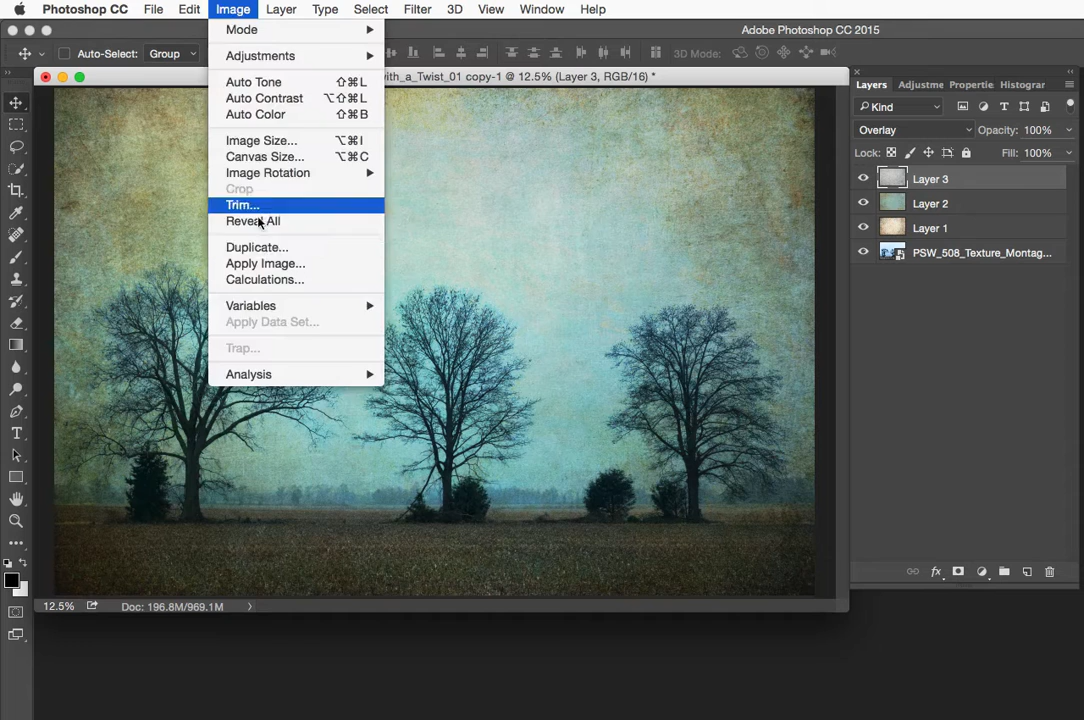 Photoshop CC File Edit Image Layer Type Select Filter 3D View Window Help
Adobe Photoshop CC 2015
Auto-Select: Group 3D Mode:
with_a_Twist_01 copy-1 @ 12.5% (Layer 3, RGB/16) *
Mode
Adjustments
Auto Tone ⇧⌘L
Auto Contrast ⌥⇧⌘L
Auto Color ⇧⌘B
Image Size... ⌥⌘I
Canvas Size... ⌥⌘C
Image Rotation
Crop
Trim...
Reveal All
Duplicate...
Apply Image...
Calculations...
Variables
Apply Data Set...
Trap...
Analysis
12.5% Doc: 196.8M/969.1M
Layers Adjustme Propertie Histograr
Kind
Overlay Opacity: 100%
Lock: Fill: 100%
Layer 3
Layer 2
Layer 1
PSW_508_Texture_Montag...